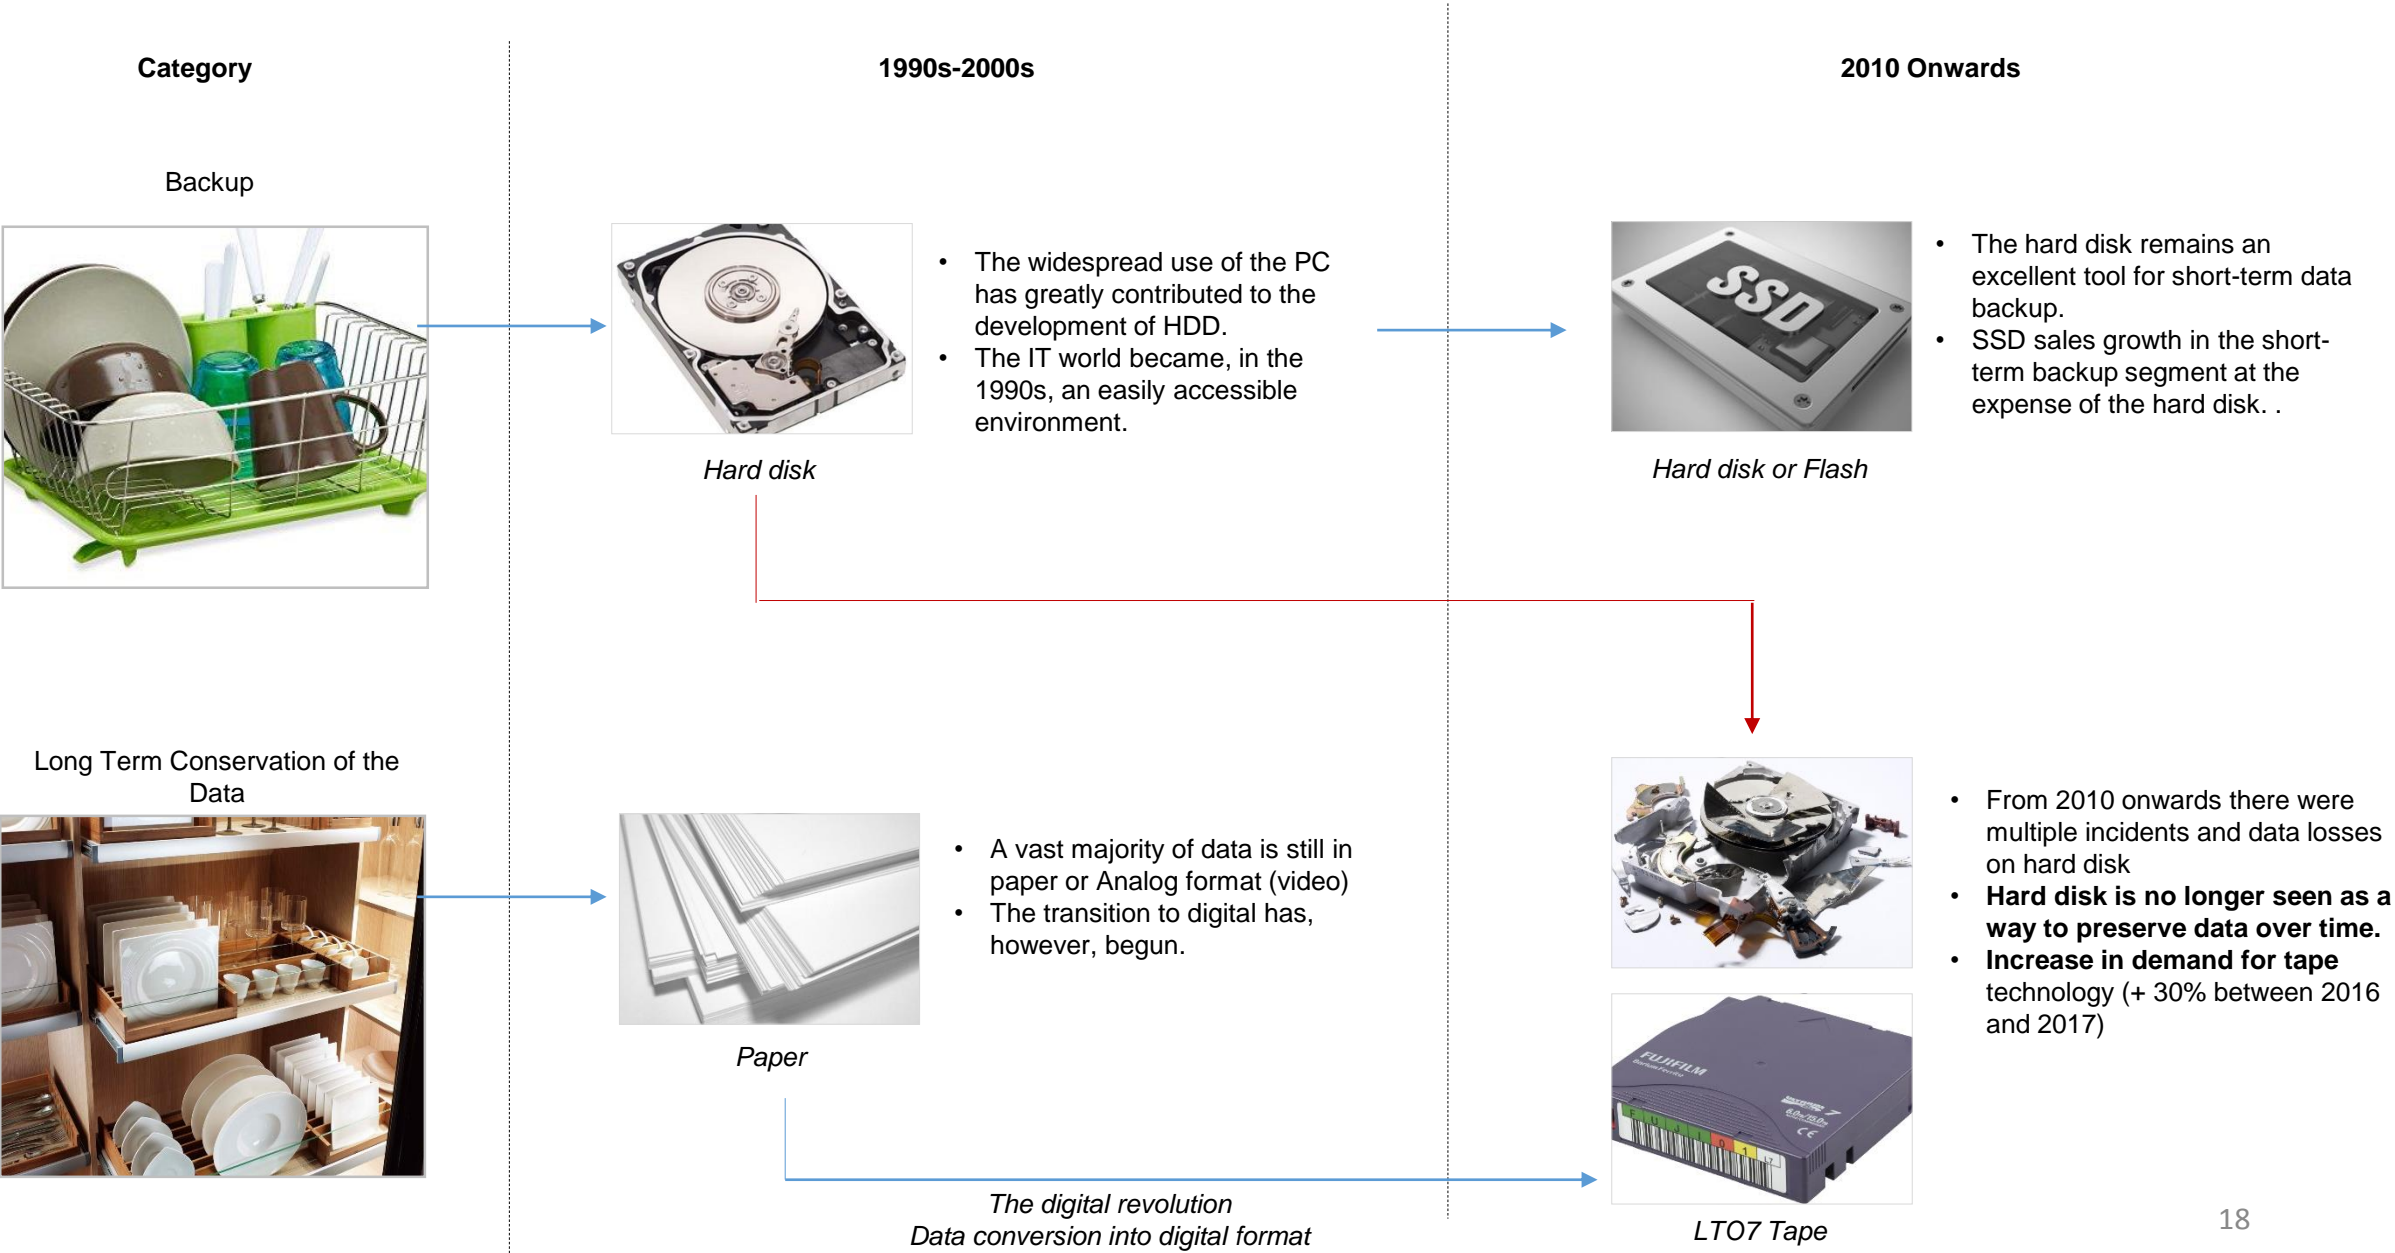 Category
1990s-2000s
2010 Onwards
Backup
• The widespread use of the PC
has greatly contributed to the
development of HDD.
• The IT world became, in the
1990s, an easily accessible
environment.
Hard disk
SSD
• The hard disk remains an
excellent tool for short-term data
backup.
• SSD sales growth in the short-
term backup segment at the
expense of the hard disk. .
Hard disk or Flash
Long Term Conservation of the
Data
• A vast majority of data is still in
paper or Analog format (video)
• The transition to digital has,
however, begun.
Paper
• From 2010 onwards there were
multiple incidents and data losses
on hard disk
• Hard disk is no longer seen as a
way to preserve data over time.
• Increase in demand for tape
technology (+ 30% between 2016
and 2017)
FUJIFILM
7
CE
F U J I 0 1 L7
The digital revolution
Data conversion into digital format
LTO7 Tape
18